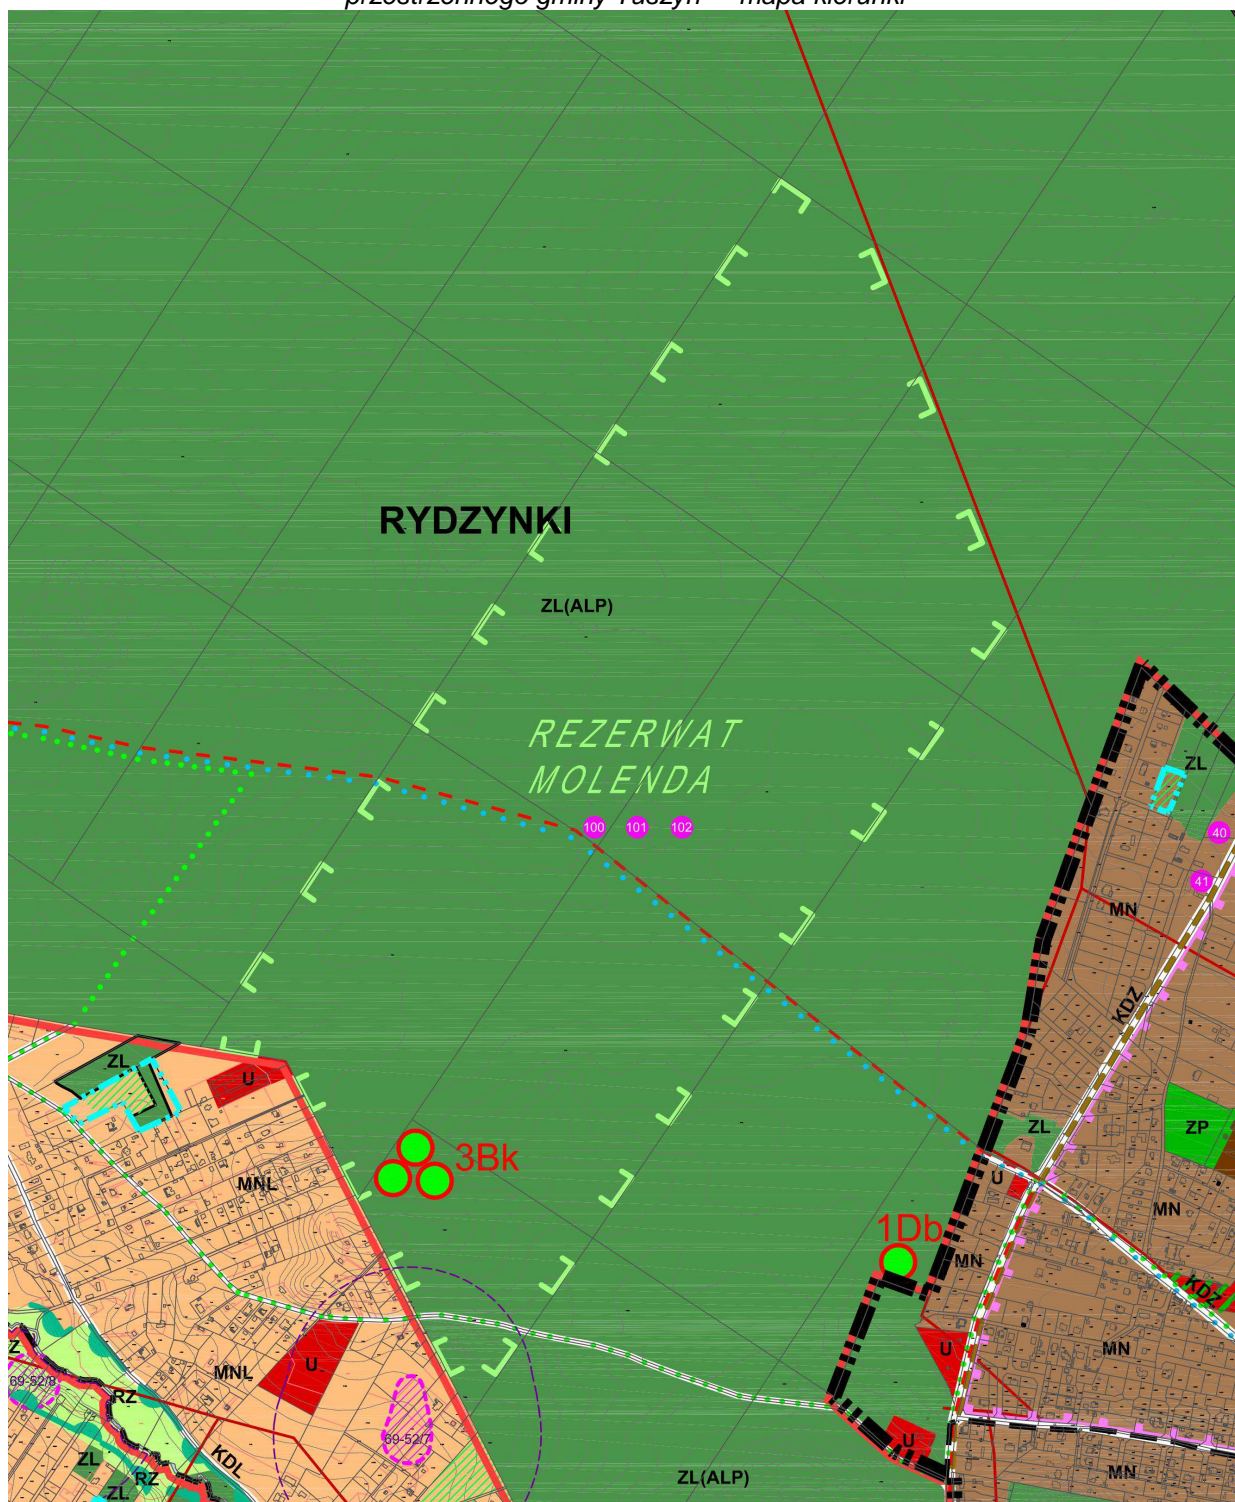 przestrzennego gminy Tuszyn – mapa kierunki
RYDZYNKI
ZL(ALP)
REZERWAT
MOLENDA
100 101 102
ZL
40
41
MN
KDZ
ZL
U
3Bk
MNL
ZL
ZP
U
MN
1Db
MN
KDZ
U
MN
U
MNL
Z
69-52/8
RZ
69-52/7
KDL
U
ZL
RZ
ZL
ZL(ALP)
MN